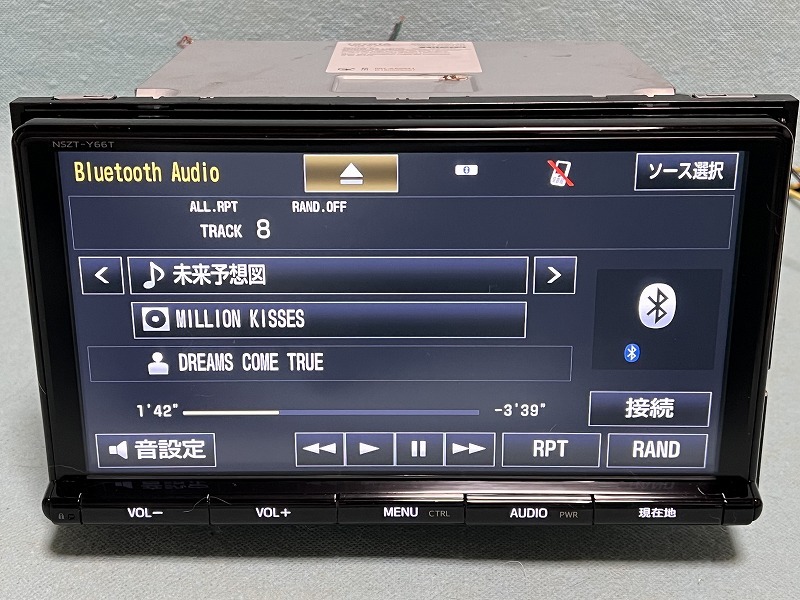 NSZT-Y66T
Bluetooth Audio
ソース選択
ALL.RPT RAND.OFF
TRACK 8
< 未来予想図 >
MILLION KISSES
DREAMS COME TRUE
1'42" -3'39"
接続
音設定 RPT RAND
VOL− VOL+ MENU CTRL AUDIO PWR 現在地